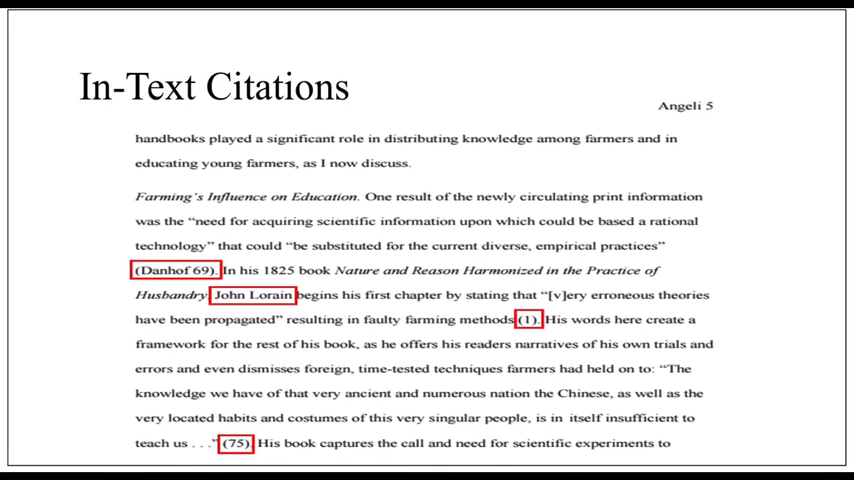 In-Text Citations
Angeli 5
handbooks played a significant role in distributing knowledge among farmers and in
educating young farmers, as I now discuss.
Farming's Influence on Education. One result of the newly circulating print information
was the “need for acquiring scientific information upon which could be based a rational
technology” that could “be substituted for the current diverse, empirical practices”
(Danhof 69). In his 1825 book Nature and Reason Harmonized in the Practice of
Husbandry, John Lorain begins his first chapter by stating that “[v]ery erroneous theories
have been propagated” resulting in faulty farming methods (1). His words here create a
framework for the rest of his book, as he offers his readers narratives of his own trials and
errors and even dismisses foreign, time-tested techniques farmers had held on to: “The
knowledge we have of that very ancient and numerous nation the Chinese, as well as the
very located habits and costumes of this very singular people, is in itself insufficient to
teach us . . .” (75). His book captures the call and need for scientific experiments to